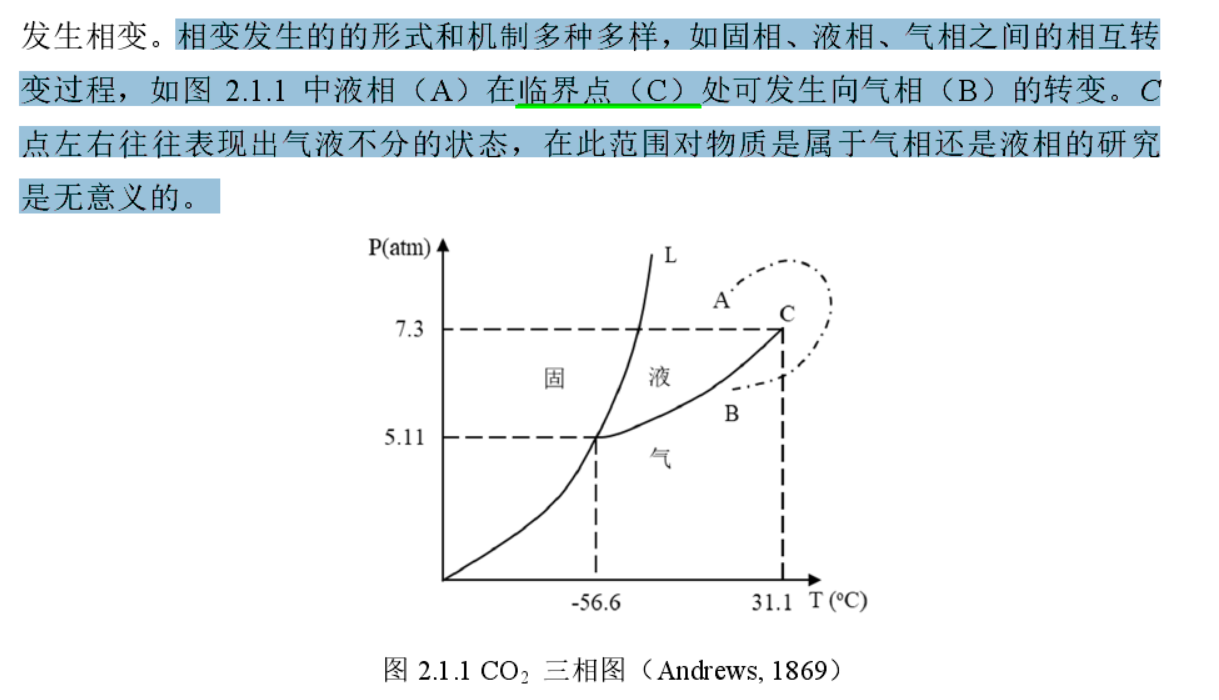 发生相变。相变发生的的形式和机制多种多样，如固相、液相、气相之间的相互转
变过程，如图 2.1.1 中液相（A）在临界点（C）处可发生向气相（B）的转变。C
点左右往往表现出气液不分的状态，在此范围对物质是属于气相还是液相的研究
是无意义的。
P(atm)
L
A
C
7.3
固
液
B
5.11
气
-56.6
31.1
T (°C)
图 2.1.1 CO₂ 三相图（Andrews, 1869）